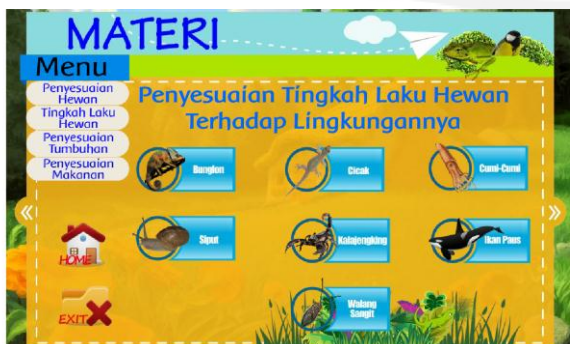 MATERI
Menu
Penyesuaian
Hewan
Tingkah Laku
Hewan
Penyesuaian
Tumbuhan
Penyesuaian
Makanan
Penyesuaian Tingkah Laku Hewan
Terhadap Lingkungannya
Bunglon
Cicak
Cumi-Cumi
Siput
Kalajengking
Ikan Paus
Walang
Sangit
HOME
EXIT